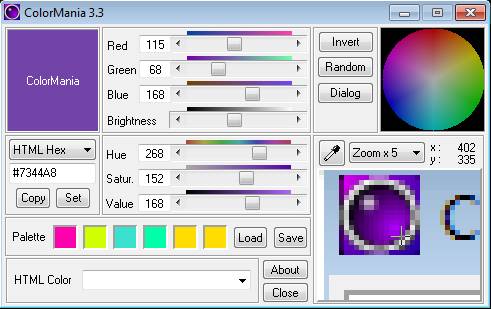 ColorMania 3.3
ColorMania
Red 115
Green 68
Blue 168
Brightness
Invert
Random
Dialog
HTML Hex
#7344A8
Copy Set
Hue 268
Satur. 152
Value 168
Zoom x 5
x: 402
y: 335
Palette
Load Save
HTML Color
About
Close